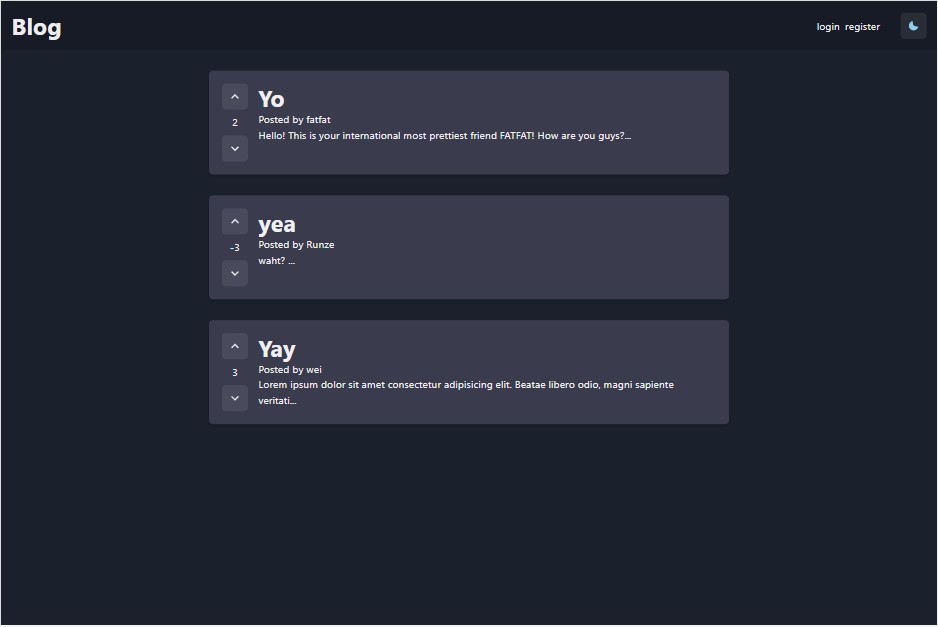 Blog
login register
Yo
2
Posted by fatfat
Hello! This is your international most prettiest friend FATFAT! How are you guys?...
yea
-3
Posted by Runze
waht? ...
Yay
3
Posted by wei
Lorem ipsum dolor sit amet consectetur adipisicing elit. Beatae libero odio, magni sapiente
veritati...